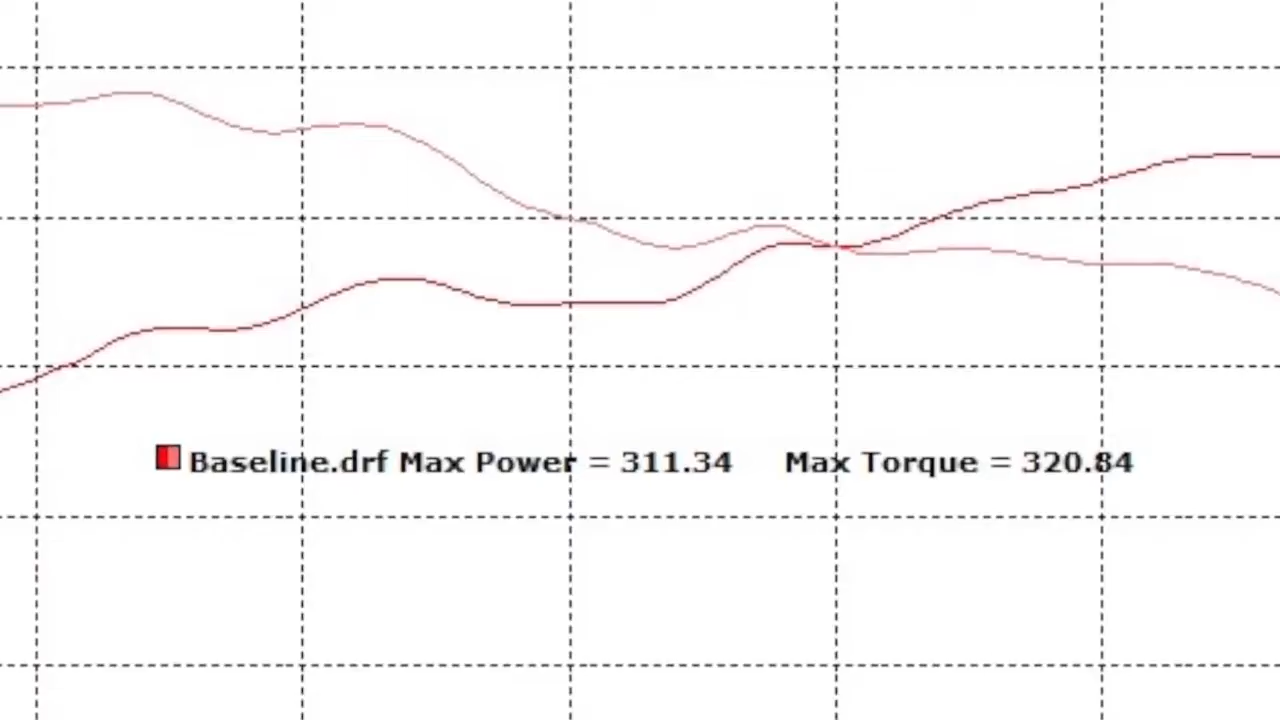 Baseline.drf Max Power = 311.34 Max Torque = 320.84